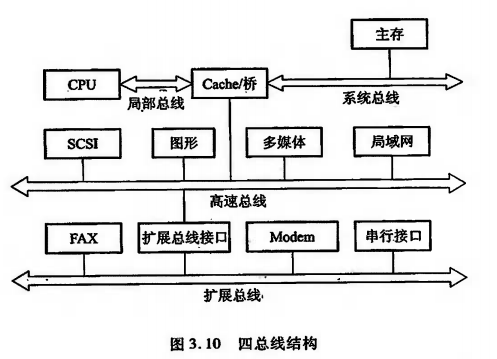 主存
CPU
Cache/桥
局部总线
系统总线
SCSI
图形
多媒体
局域网
高速总线
FAX
扩展总线接口
Modem
串行接口
扩展总线
图 3.10 四总线结构